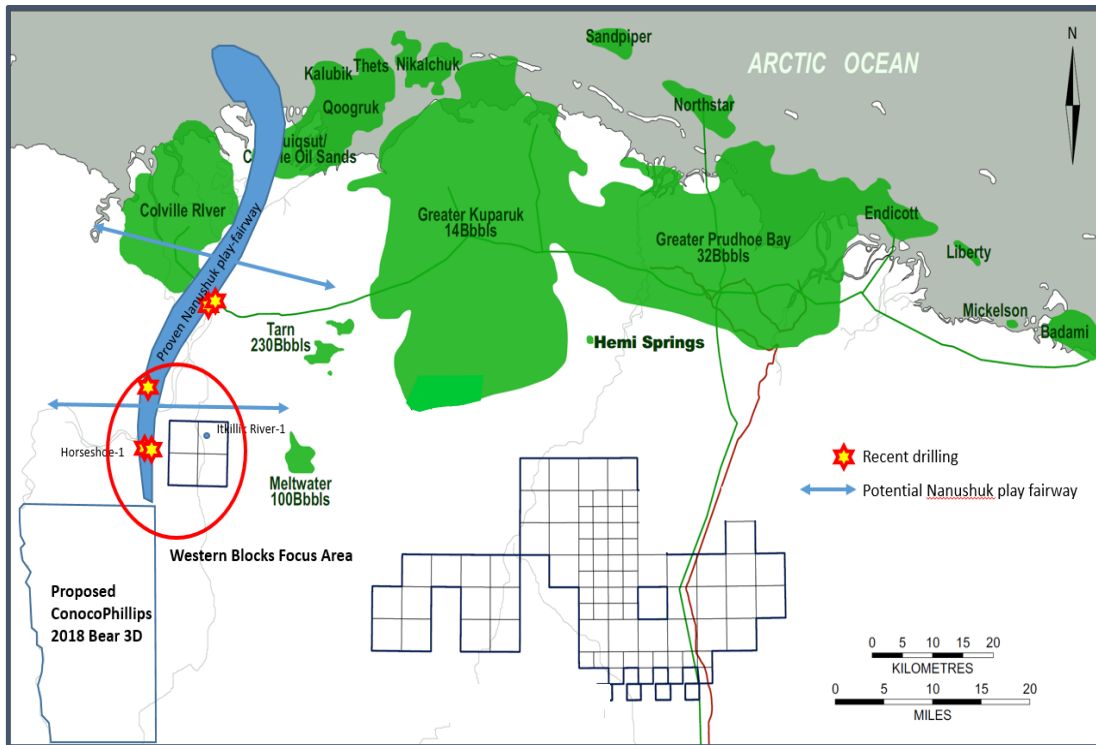 Sandpiper
N
ARCTIC OCEAN
Kalubik
Thets
Nikalchuk
Qoogruk
Northstar
Oil Sands
Colville RIver
Greater Kuparuk
14Bbbls
Greater Prudhoe Bay
32Bbbls
Endicott
Liberty
Mickelson
Badami
Proven Nanushuk play-fairway
Tarn
230Bbbls
Hemi Springs
Itkillik River-1
Horseshoe-1
Meltwater
100Bbbls
Recent drilling
Potential Nanushuk play fairway
Western Blocks Focus Area
Proposed
ConocoPhillips
2018 Bear 3D
0 5 10 15 20
KILOMETRES
0 5 10 15 20
MILES